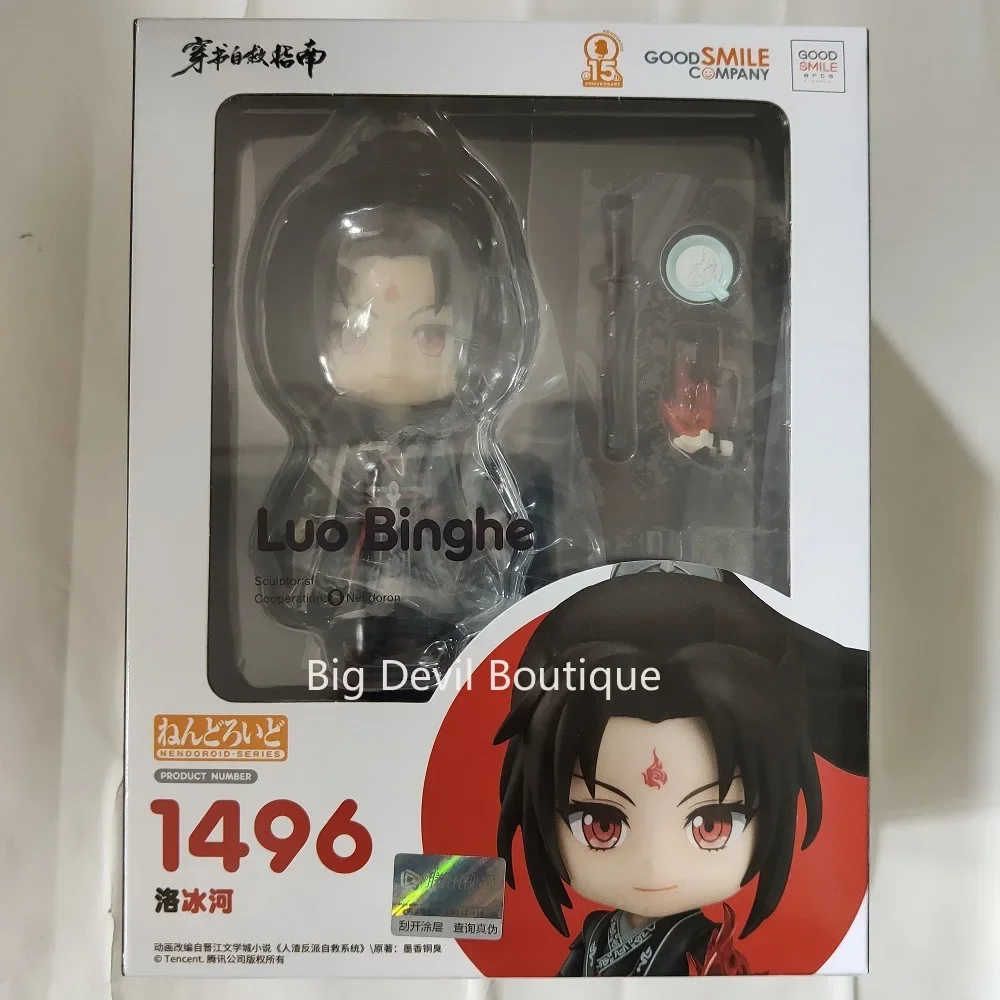 穿书自救指南
15th
ANNIVERSARY
GOODSMILE
COMPANY
GOOD
SMILE
arts
Luo Binghe
Sculptor:sf
Cooperation: Nendoron
Big Devil Boutique
ねんどろいど
NENDOROID-SERIES
PRODUCT NUMBER
1496
洛冰河
刮开涂层 查询真伪
动画改编自晋江文学城小说《人渣反派自救系统》\原著：墨香铜臭
© Tencent. 腾讯公司版权所有